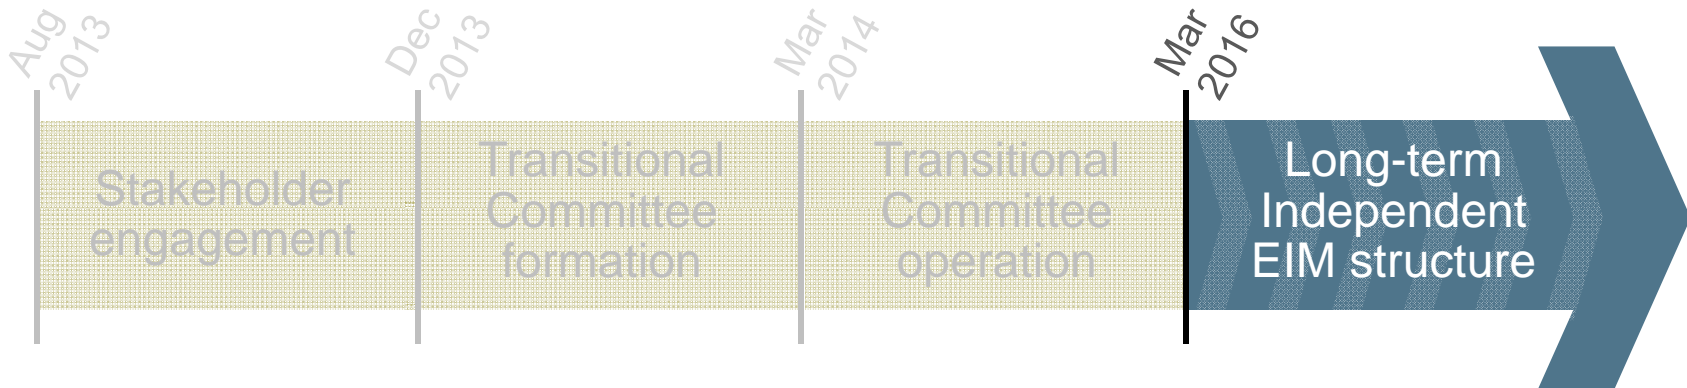 Aug
2013
Dec
2013
Mar
2014
Mar
2016
Stakeholder
engagement
Transitional
Committee
formation
Transitional
Committee
operation
Long-term
Independent
EIM structure